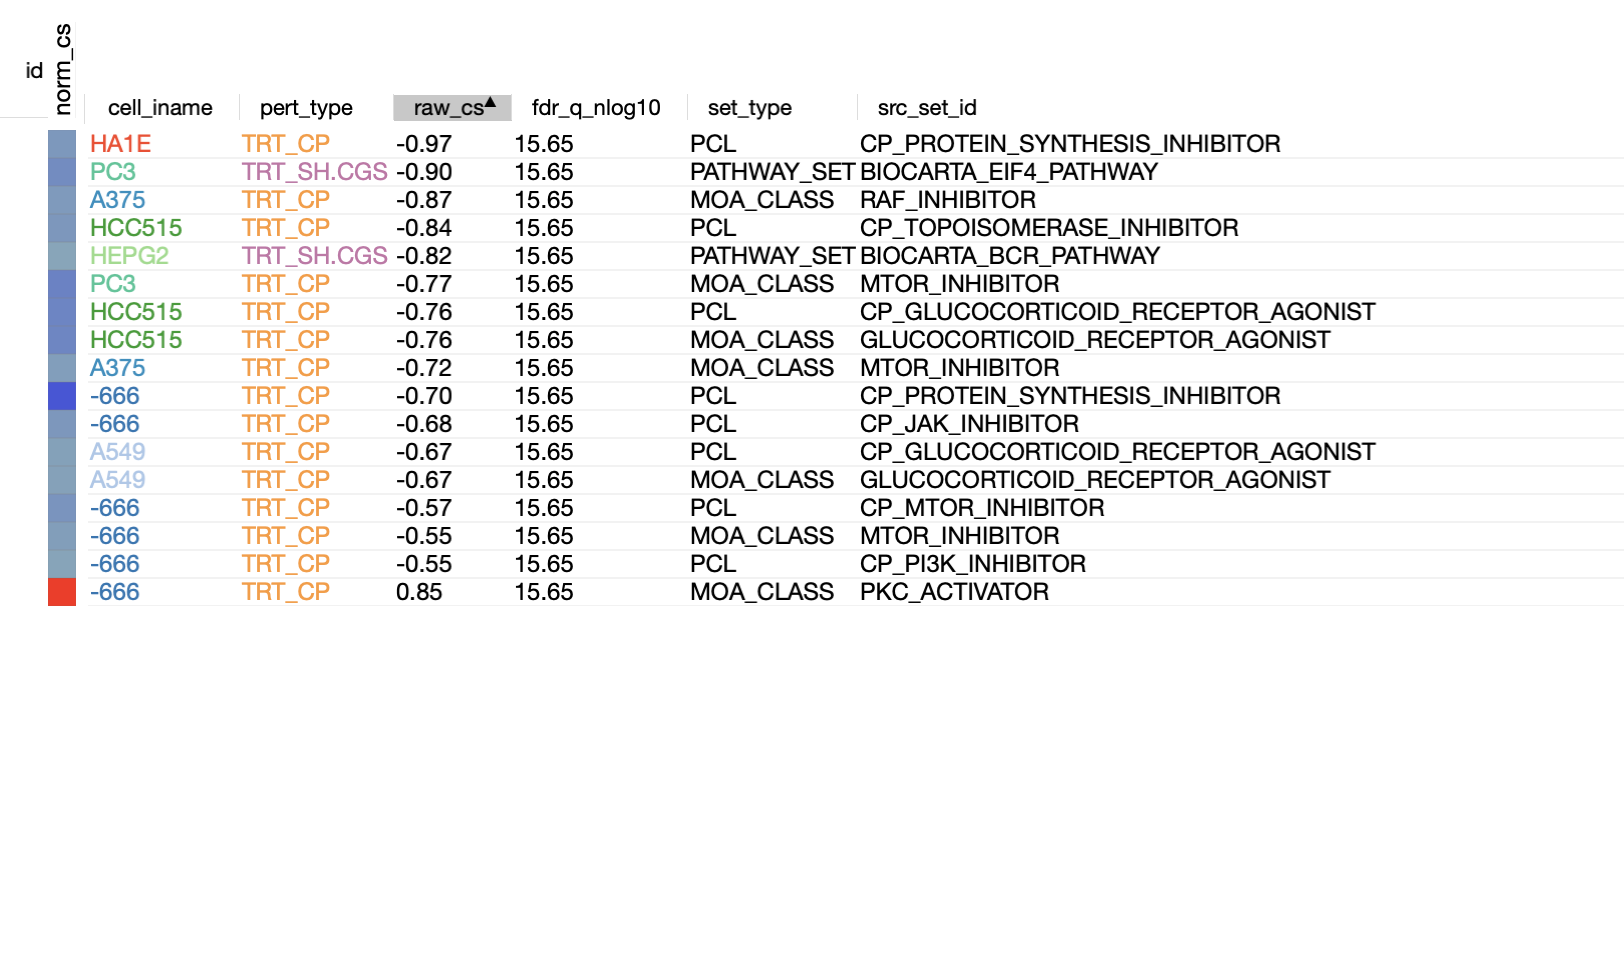 id norm_cs cell_iname pert_type raw_cs▲ fdr_q_nlog10 set_type src_set_id
HA1E TRT_CP -0.97 15.65 PCL CP_PROTEIN_SYNTHESIS_INHIBITOR
PC3 TRT_SH.CGS -0.90 15.65 PATHWAY_SET BIOCARTA_EIF4_PATHWAY
A375 TRT_CP -0.87 15.65 MOA_CLASS RAF_INHIBITOR
HCC515 TRT_CP -0.84 15.65 PCL CP_TOPOISOMERASE_INHIBITOR
HEPG2 TRT_SH.CGS -0.82 15.65 PATHWAY_SET BIOCARTA_BCR_PATHWAY
PC3 TRT_CP -0.77 15.65 MOA_CLASS MTOR_INHIBITOR
HCC515 TRT_CP -0.76 15.65 PCL CP_GLUCOCORTICOID_RECEPTOR_AGONIST
HCC515 TRT_CP -0.76 15.65 MOA_CLASS GLUCOCORTICOID_RECEPTOR_AGONIST
A375 TRT_CP -0.72 15.65 MOA_CLASS MTOR_INHIBITOR
-666 TRT_CP -0.70 15.65 PCL CP_PROTEIN_SYNTHESIS_INHIBITOR
-666 TRT_CP -0.68 15.65 PCL CP_JAK_INHIBITOR
A549 TRT_CP -0.67 15.65 PCL CP_GLUCOCORTICOID_RECEPTOR_AGONIST
A549 TRT_CP -0.67 15.65 MOA_CLASS GLUCOCORTICOID_RECEPTOR_AGONIST
-666 TRT_CP -0.57 15.65 PCL CP_MTOR_INHIBITOR
-666 TRT_CP -0.55 15.65 MOA_CLASS MTOR_INHIBITOR
-666 TRT_CP -0.55 15.65 PCL CP_PI3K_INHIBITOR
-666 TRT_CP 0.85 15.65 MOA_CLASS PKC_ACTIVATOR